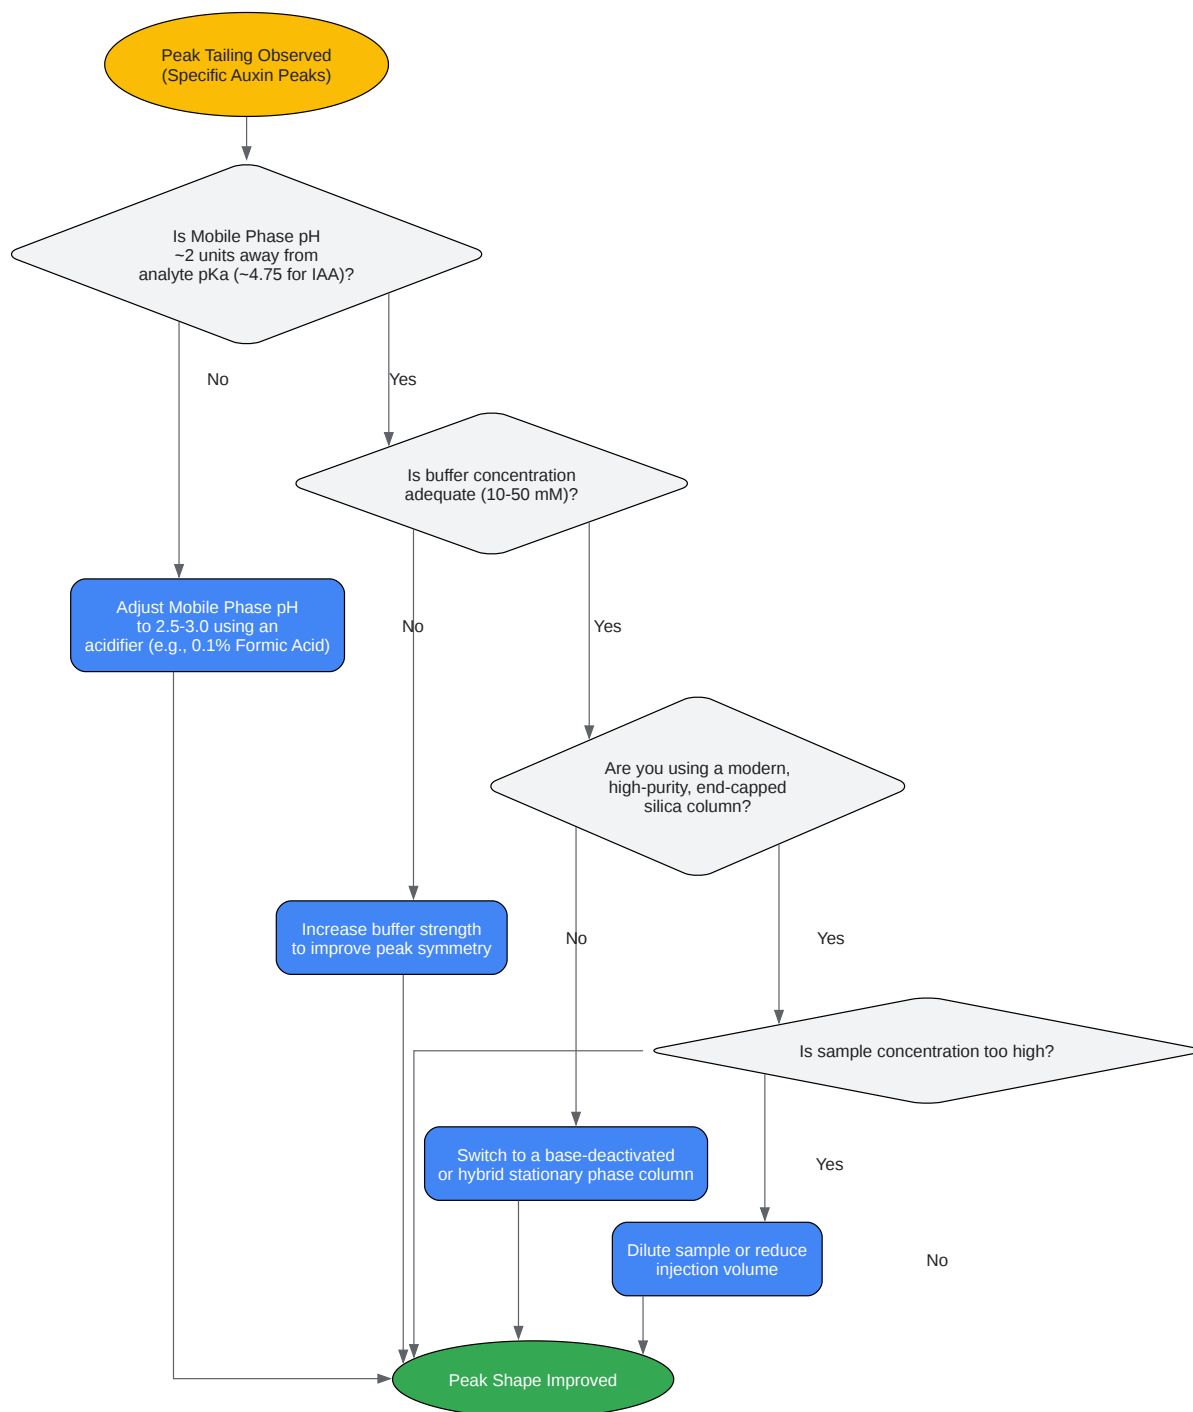 Peak Tailing Observed
(Specific Auxin Peaks)
Is Mobile Phase pH
~2 units away from
analyte pKa (~4.75 for IAA)?
No
Yes
Is buffer concentration
adequate (10-50 mM)?
Adjust Mobile Phase pH
to 2.5-3.0 using an
acidifier (e.g., 0.1% Formic Acid)
No
Yes
Are you using a modern,
high-purity, end-capped
silica column?
Increase buffer strength
to improve peak symmetry
No
Yes
Is sample concentration too high?
Switch to a base-deactivated
or hybrid stationary phase column
Yes
Dilute sample or reduce
injection volume
No
Peak Shape Improved